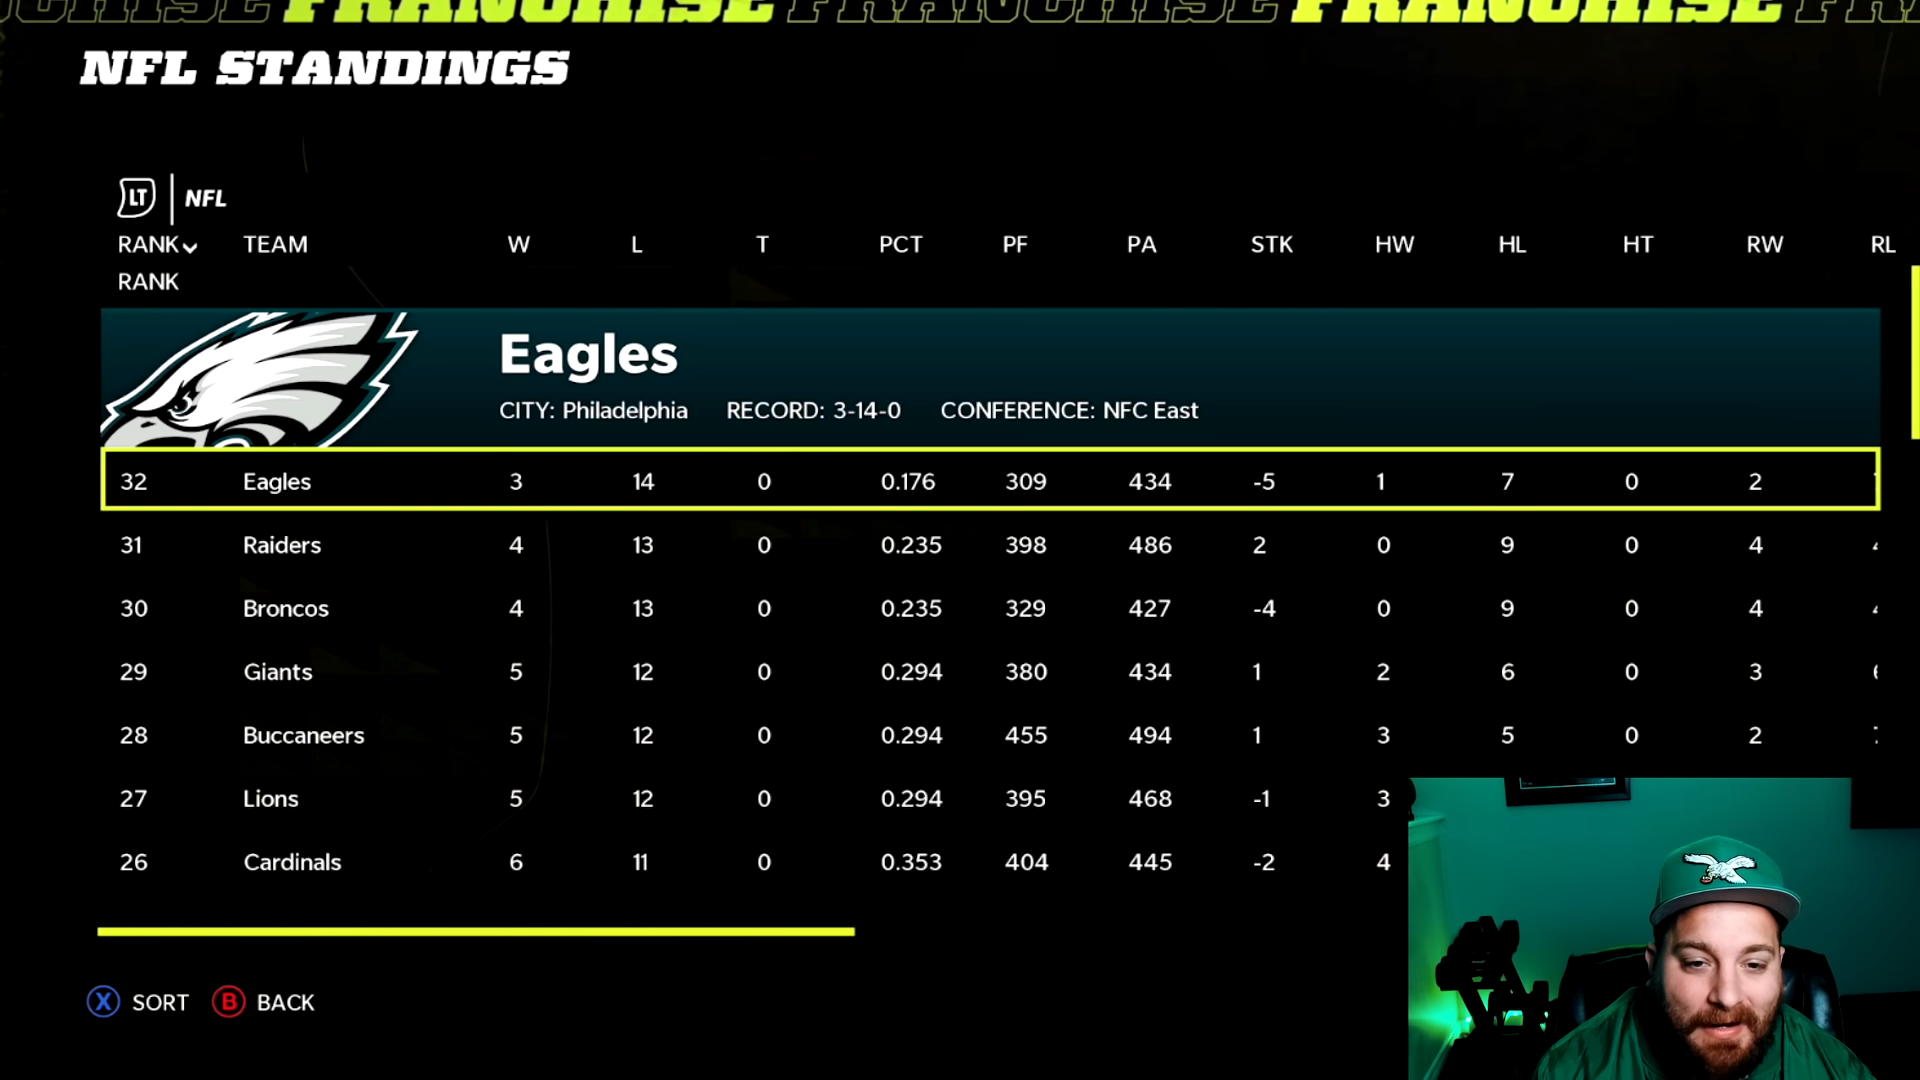 FRANCHISE FRANCHISE FRANCHISE
NFL STANDINGS
LT NFL
RANK TEAM W L T PCT PF PA STK HW HL HT RW RL
RANK
Eagles
CITY: Philadelphia RECORD: 3-14-0 CONFERENCE: NFC East
32 Eagles 3 14 0 0.176 309 434 -5 1 7 0 2
31 Raiders 4 13 0 0.235 398 486 2 0 9 0 4
30 Broncos 4 13 0 0.235 329 427 -4 0 9 0 4
29 Giants 5 12 0 0.294 380 434 1 2 6 0 3
28 Buccaneers 5 12 0 0.294 455 494 1 3 5 0 2
27 Lions 5 12 0 0.294 395 468 -1 3
26 Cardinals 6 11 0 0.353 404 445 -2 4
X SORT B BACK